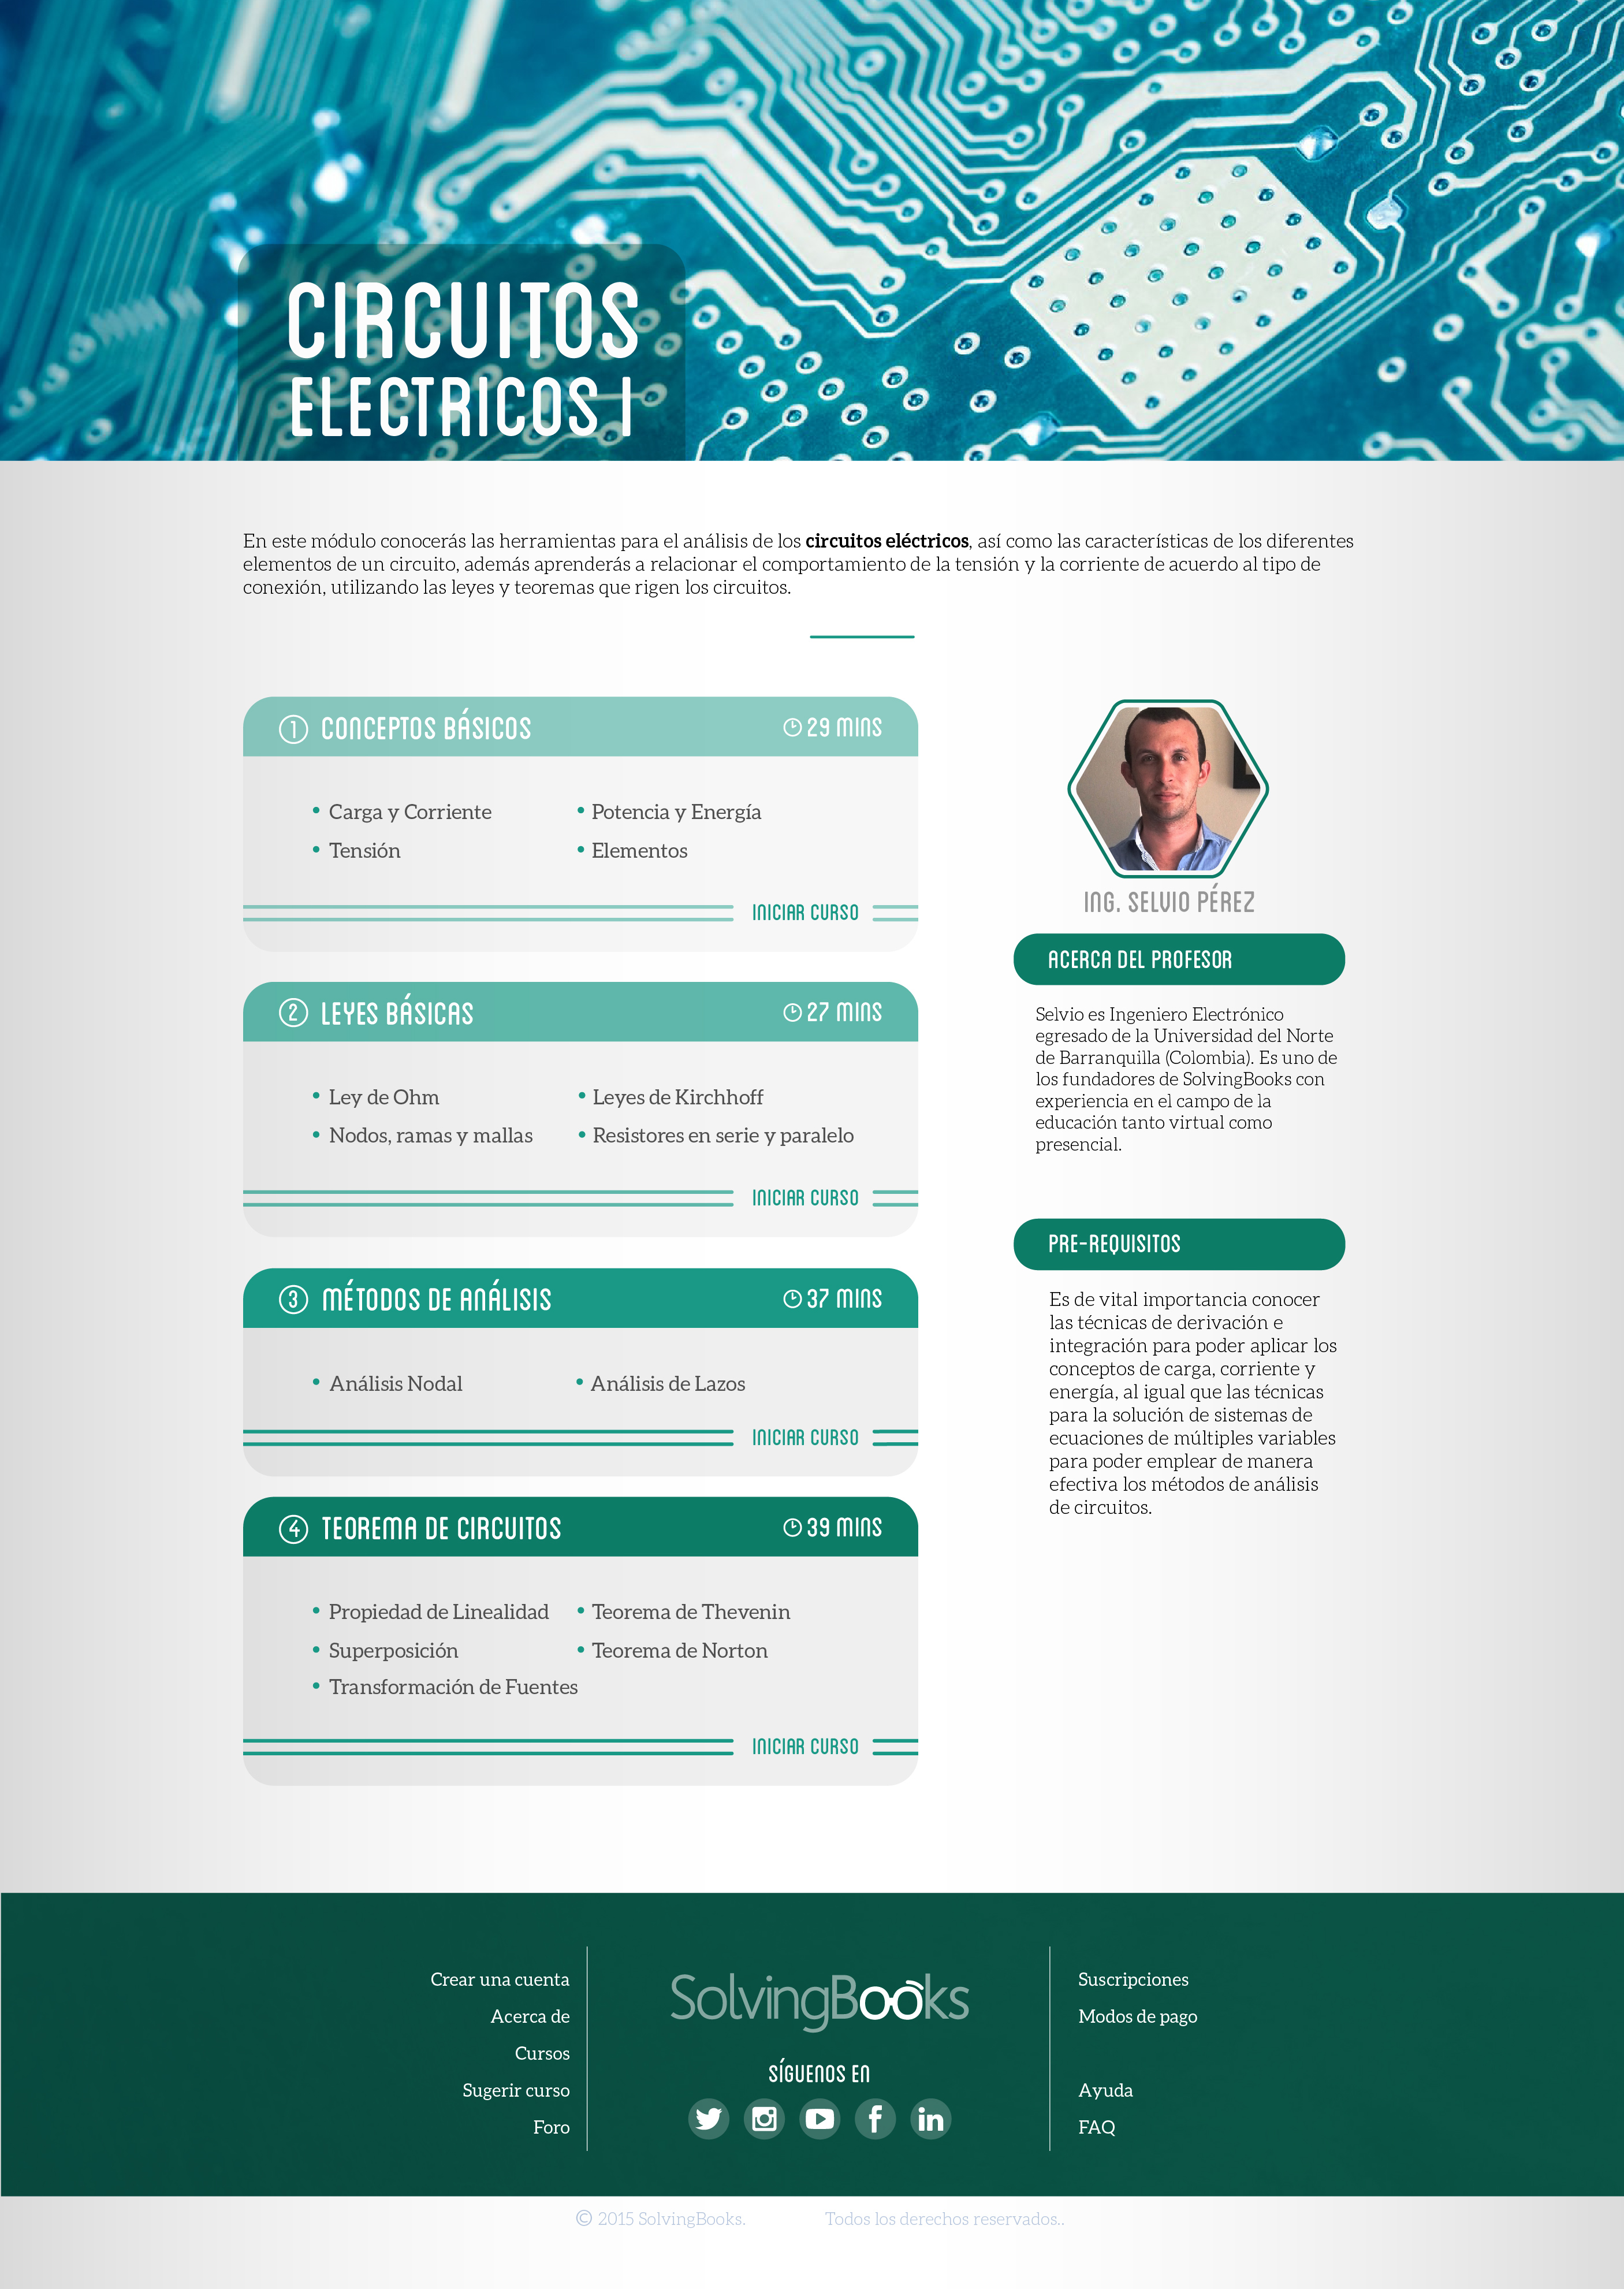 CIRCUITOS
ELECTRICOS I
En este módulo conocerás las herramientas para el análisis de los circuitos eléctricos, así como las características de los diferentes
elementos de un circuito, además aprenderás a relacionar el comportamiento de la tensión y la corriente de acuerdo al tipo de
conexión, utilizando las leyes y teoremas que rigen los circuitos.
1 CONCEPTOS BÁSICOS 29 MINS
• Carga y Corriente • Potencia y Energía
• Tensión • Elementos
INICIAR CURSO
2 LEYES BÁSICAS 27 MINS
• Ley de Ohm • Leyes de Kirchhoff
• Nodos, ramas y mallas • Resistores en serie y paralelo
INICIAR CURSO
3 MÉTODOS DE ANÁLISIS 37 MINS
• Análisis Nodal • Análisis de Lazos
INICIAR CURSO
4 TEOREMA DE CIRCUITOS 39 MINS
• Propiedad de Linealidad • Teorema de Thevenin
• Superposición • Teorema de Norton
• Transformación de Fuentes
INICIAR CURSO
ING. SELVIO PÉREZ
ACERCA DEL PROFESOR
Selvio es Ingeniero Electrónico
egresado de la Universidad del Norte
de Barranquilla (Colombia). Es uno de
los fundadores de SolvingBooks con
experiencia en el campo de la
educación tanto virtual como
presencial.
PRE-REQUISITOS
Es de vital importancia conocer
las técnicas de derivación e
integración para poder aplicar los
conceptos de carga, corriente y
energía, al igual que las técnicas
para la solución de sistemas de
ecuaciones de múltiples variables
para poder emplear de manera
efectiva los métodos de análisis
de circuitos.
Crear una cuenta
Acerca de
Cursos
Sugerir curso
Foro
SolvingBooks
SÍGUENOS EN
Suscripciones
Modos de pago
Ayuda
FAQ
© 2015 SolvingBooks. Todos los derechos reservados..